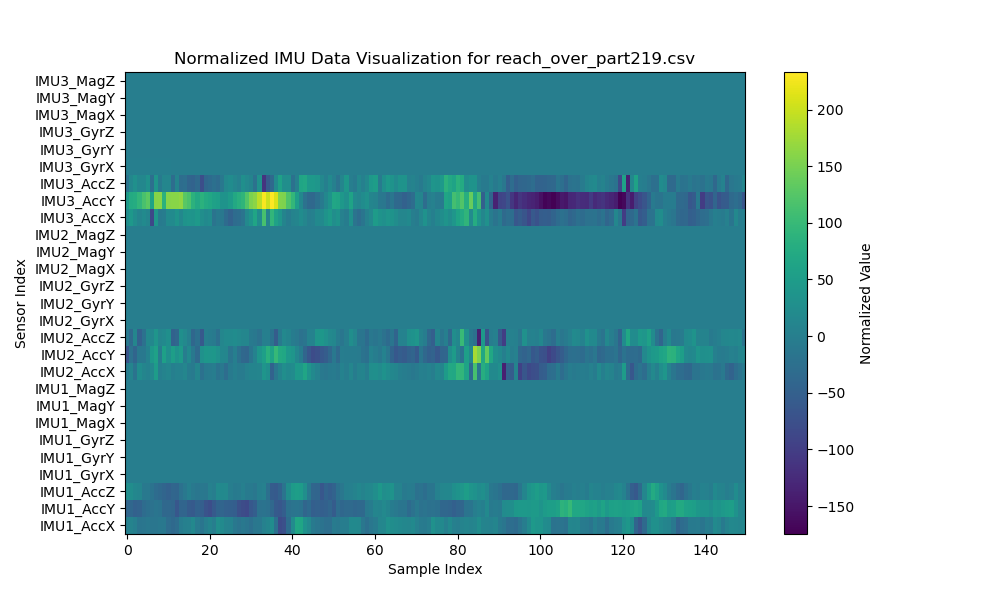 Normalized IMU Data Visualization for reach_over_part219.csv
IMU3_MagZ
IMU3_MagY
IMU3_MagX
IMU3_GyrZ
IMU3_GyrY
IMU3_GyrX
IMU3_AccZ
IMU3_AccY
IMU3_AccX
IMU2_MagZ
IMU2_MagY
IMU2_MagX
IMU2_GyrZ
IMU2_GyrY
IMU2_GyrX
IMU2_AccZ
IMU2_AccY
IMU2_AccX
IMU1_MagZ
IMU1_MagY
IMU1_MagX
IMU1_GyrZ
IMU1_GyrY
IMU1_GyrX
IMU1_AccZ
IMU1_AccY
IMU1_AccX
Sensor Index
0 20 40 60 80 100 120 140
Sample Index
200
150
100
50
0
−50
−100
−150
Normalized Value